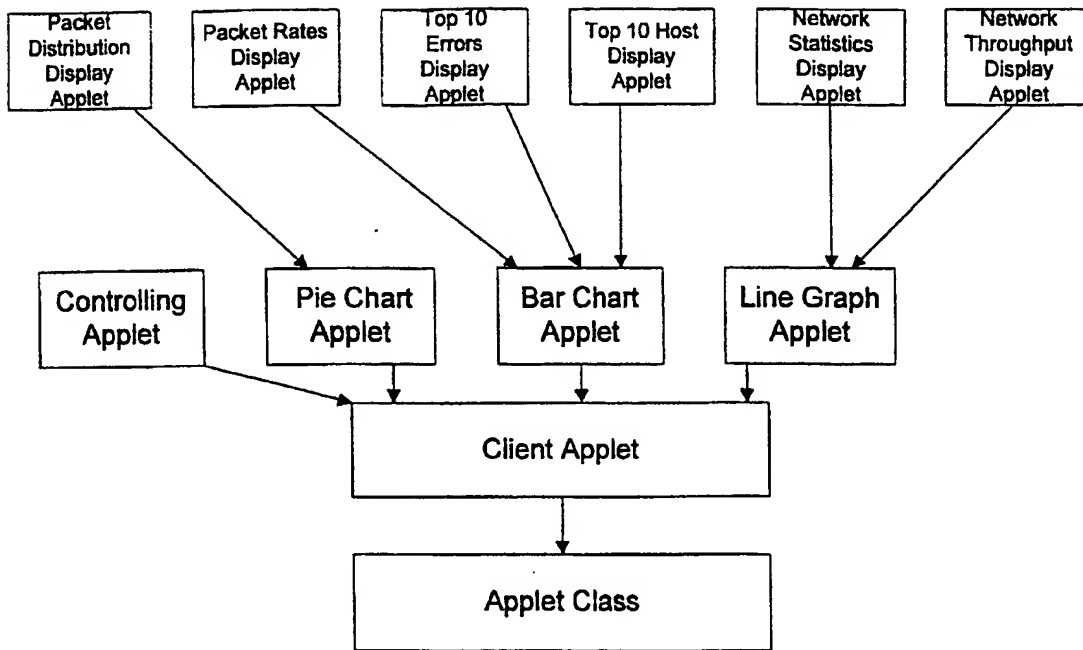 Packet
Distribution
Display
Applet
Packet Rates
Display
Applet
Top 10
Errors
Display
Applet
Top 10 Host
Display
Applet
Network
Statistics
Display
Applet
Network
Throughput
Display
Applet
Controlling
Applet
Pie Chart
Applet
Bar Chart
Applet
Line Graph
Applet
Client Applet
Applet Class